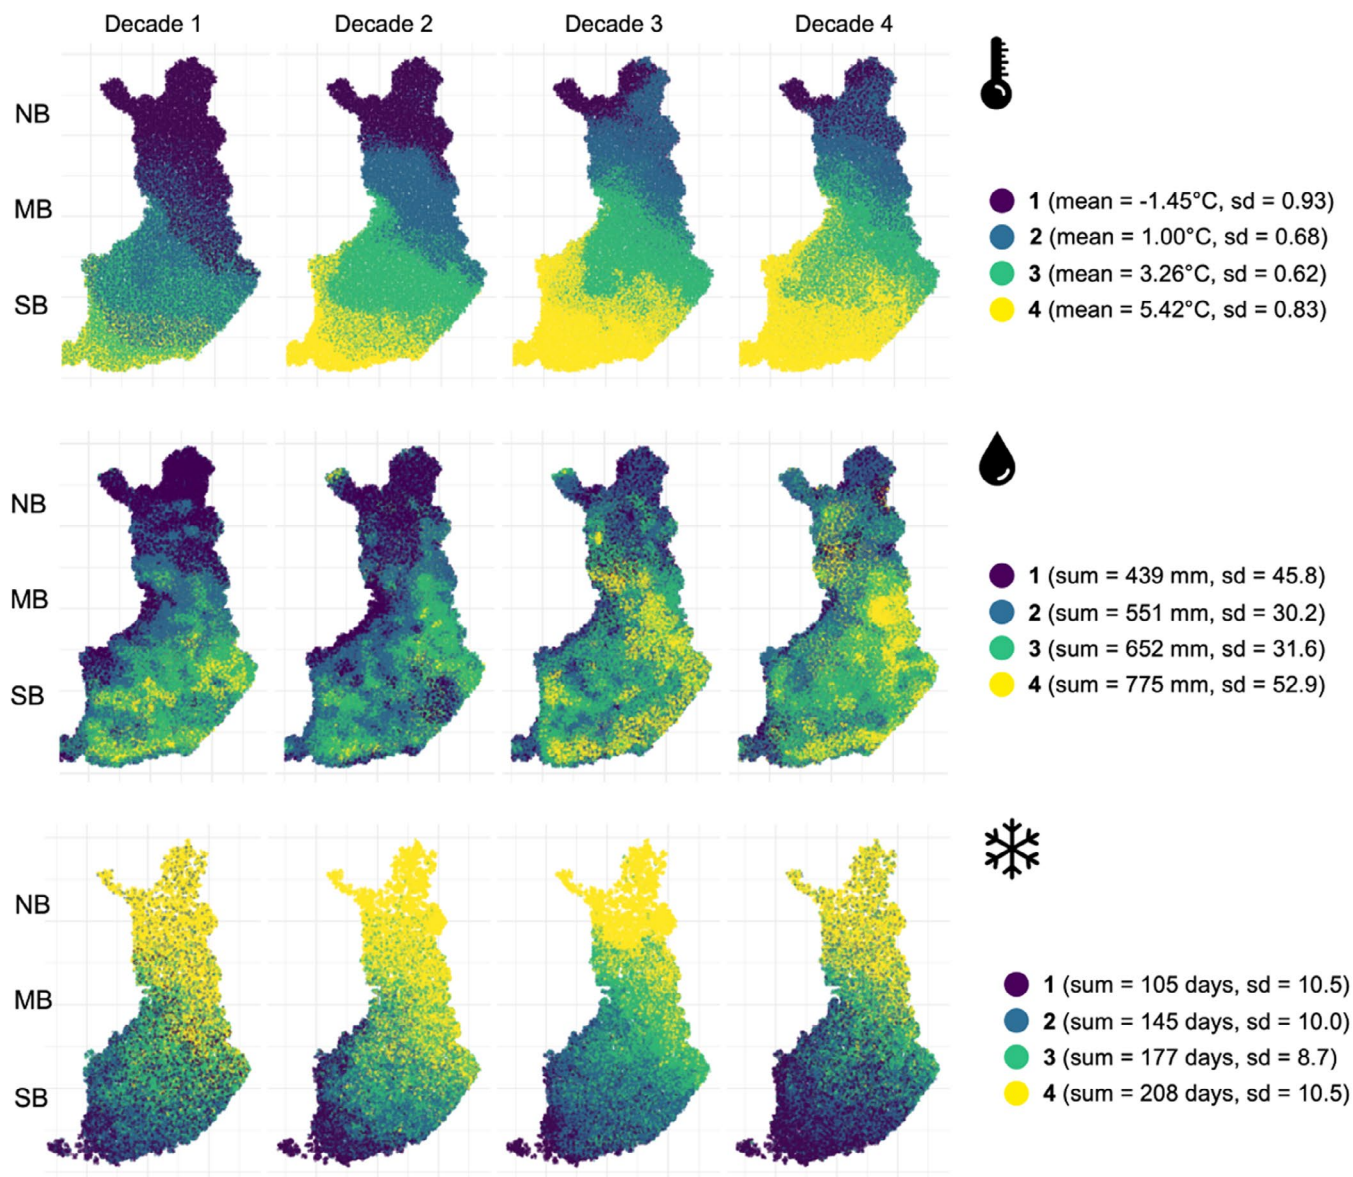 Decade 1 Decade 2 Decade 3 Decade 4
NB
MB
SB
1 (mean = -1.45°C, sd = 0.93)
2 (mean = 1.00°C, sd = 0.68)
3 (mean = 3.26°C, sd = 0.62)
4 (mean = 5.42°C, sd = 0.83)
NB
MB
SB
1 (sum = 439 mm, sd = 45.8)
2 (sum = 551 mm, sd = 30.2)
3 (sum = 652 mm, sd = 31.6)
4 (sum = 775 mm, sd = 52.9)
NB
MB
SB
1 (sum = 105 days, sd = 10.5)
2 (sum = 145 days, sd = 10.0)
3 (sum = 177 days, sd = 8.7)
4 (sum = 208 days, sd = 10.5)